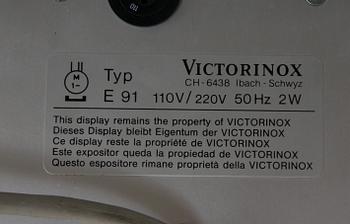 110
M
1~
Typ
E 91
VICTORINOX
CH-6438 Ibach-Schwyz
110V/220V 50Hz 2W
This display remains the property of VICTORINOX
Dieses Display bleibt Eigentum der VICTORINOX
Ce display reste la propriété de VICTORINOX
Este expositor queda la propiedad de VICTORINOX
Questo espositore rimane proprietà della VICTORINOX